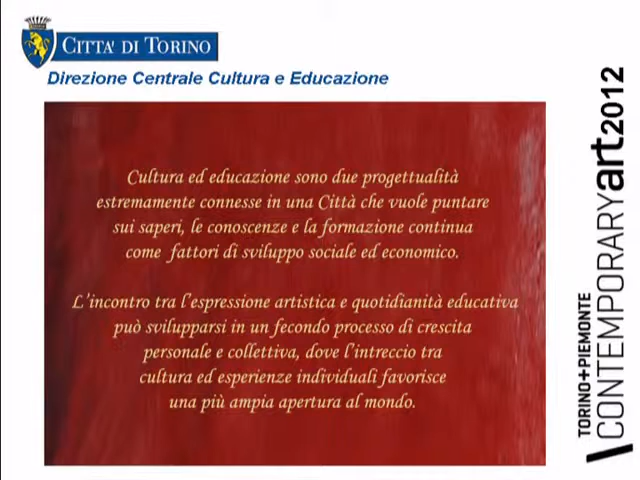 CITTA' DI TORINO
Direzione Centrale Cultura e Educazione
Cultura ed educazione sono due progettualità
estremamente connesse in una Città che vuole puntare
sui saperi, le conoscenze e la formazione continua
come fattori di sviluppo sociale ed economico.
L'incontro tra l'espressione artistica e quotidianità educativa
può svilupparsi in un fecondo processo di crescita
personale e collettiva, dove l'intreccio tra
cultura ed esperienze individuali favorisce
una più ampia apertura al mondo.
TORINO+PIEMONTE
CONTEMPORARYart2012